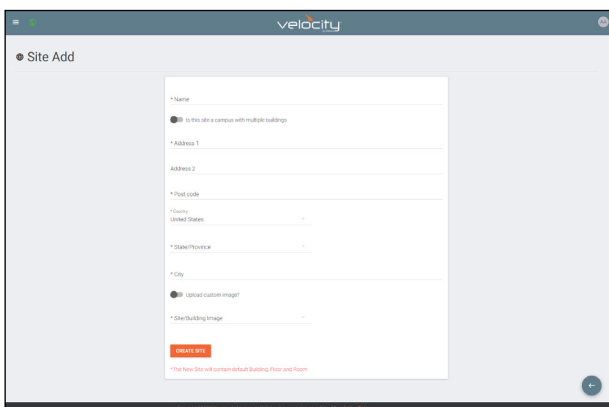 velocity
AA
Site Add
* Name
Is this site a campus with multiple buildings
* Address 1
Address 2
* Post code
* Country
United States
* State/Province
* City
Upload custom image?
* Site/Building Image
CREATE SITE
*The New Site will contain default Building, Floor and Room